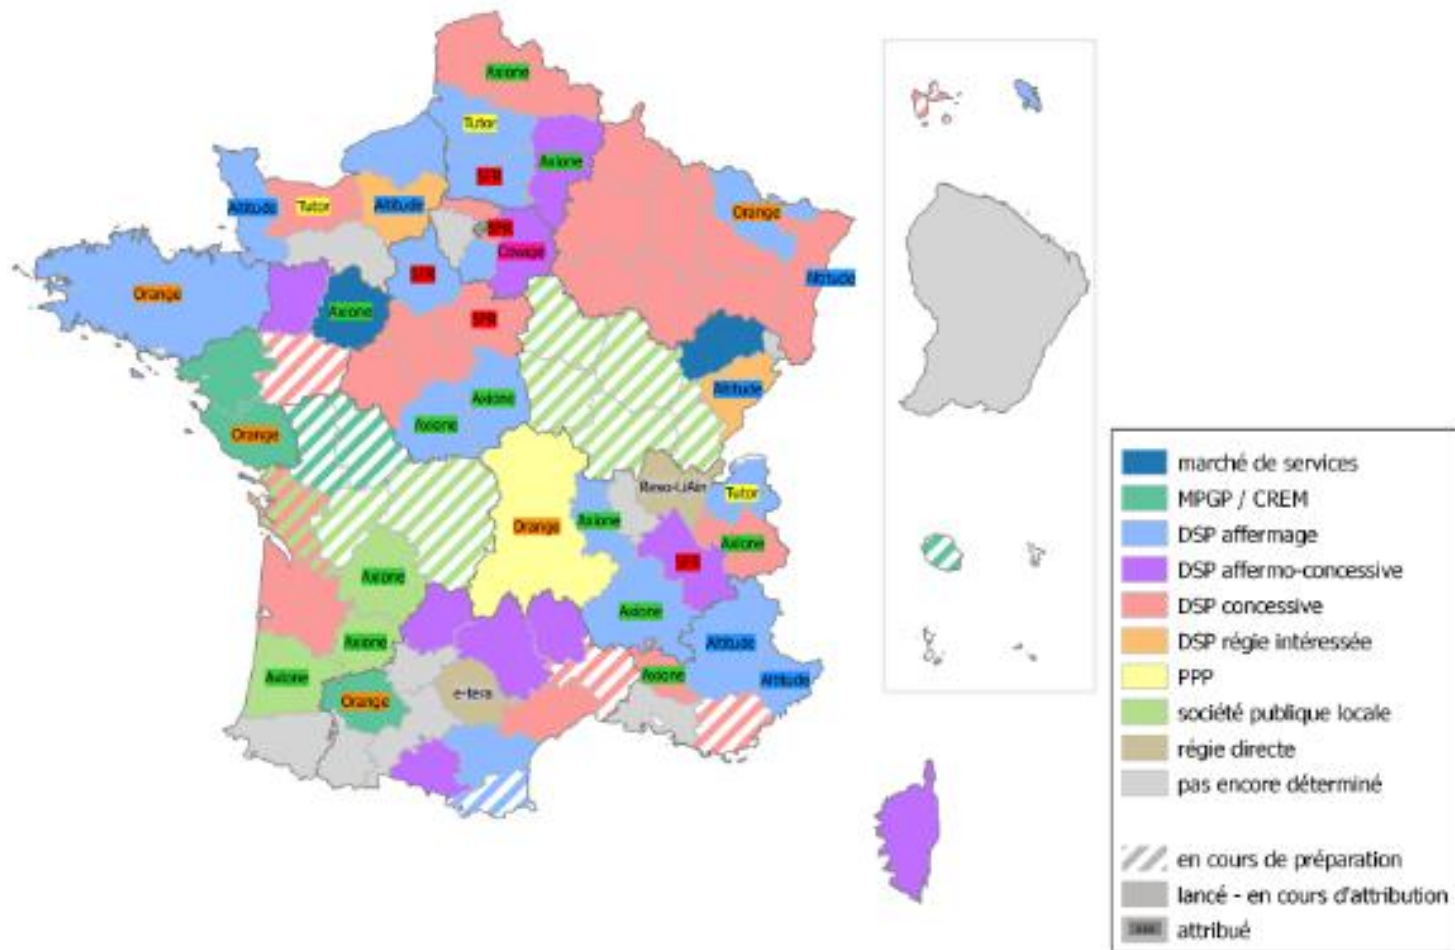 Axione
Tutor
Axione
SFR
Altitude
Tutor
Altitude
Orange
SFR
Covage
SFR
Altitude
Orange
Axione
SFR
Altitude
Axione
Axione
Orange
Reso-LiAin
Tutor
Orange
Axione
Axione
SFR
Axione
Axione
Axione
Altitude
Axione
Axione
Altitude
Orange
e-tera
marché de services
MPGP / CREM
DSP affermage
DSP affermo-concessive
DSP concessive
DSP régie intéressée
PPP
société publique locale
régie directe
pas encore déterminé
en cours de préparation
lancé - en cours d'attribution
attribué